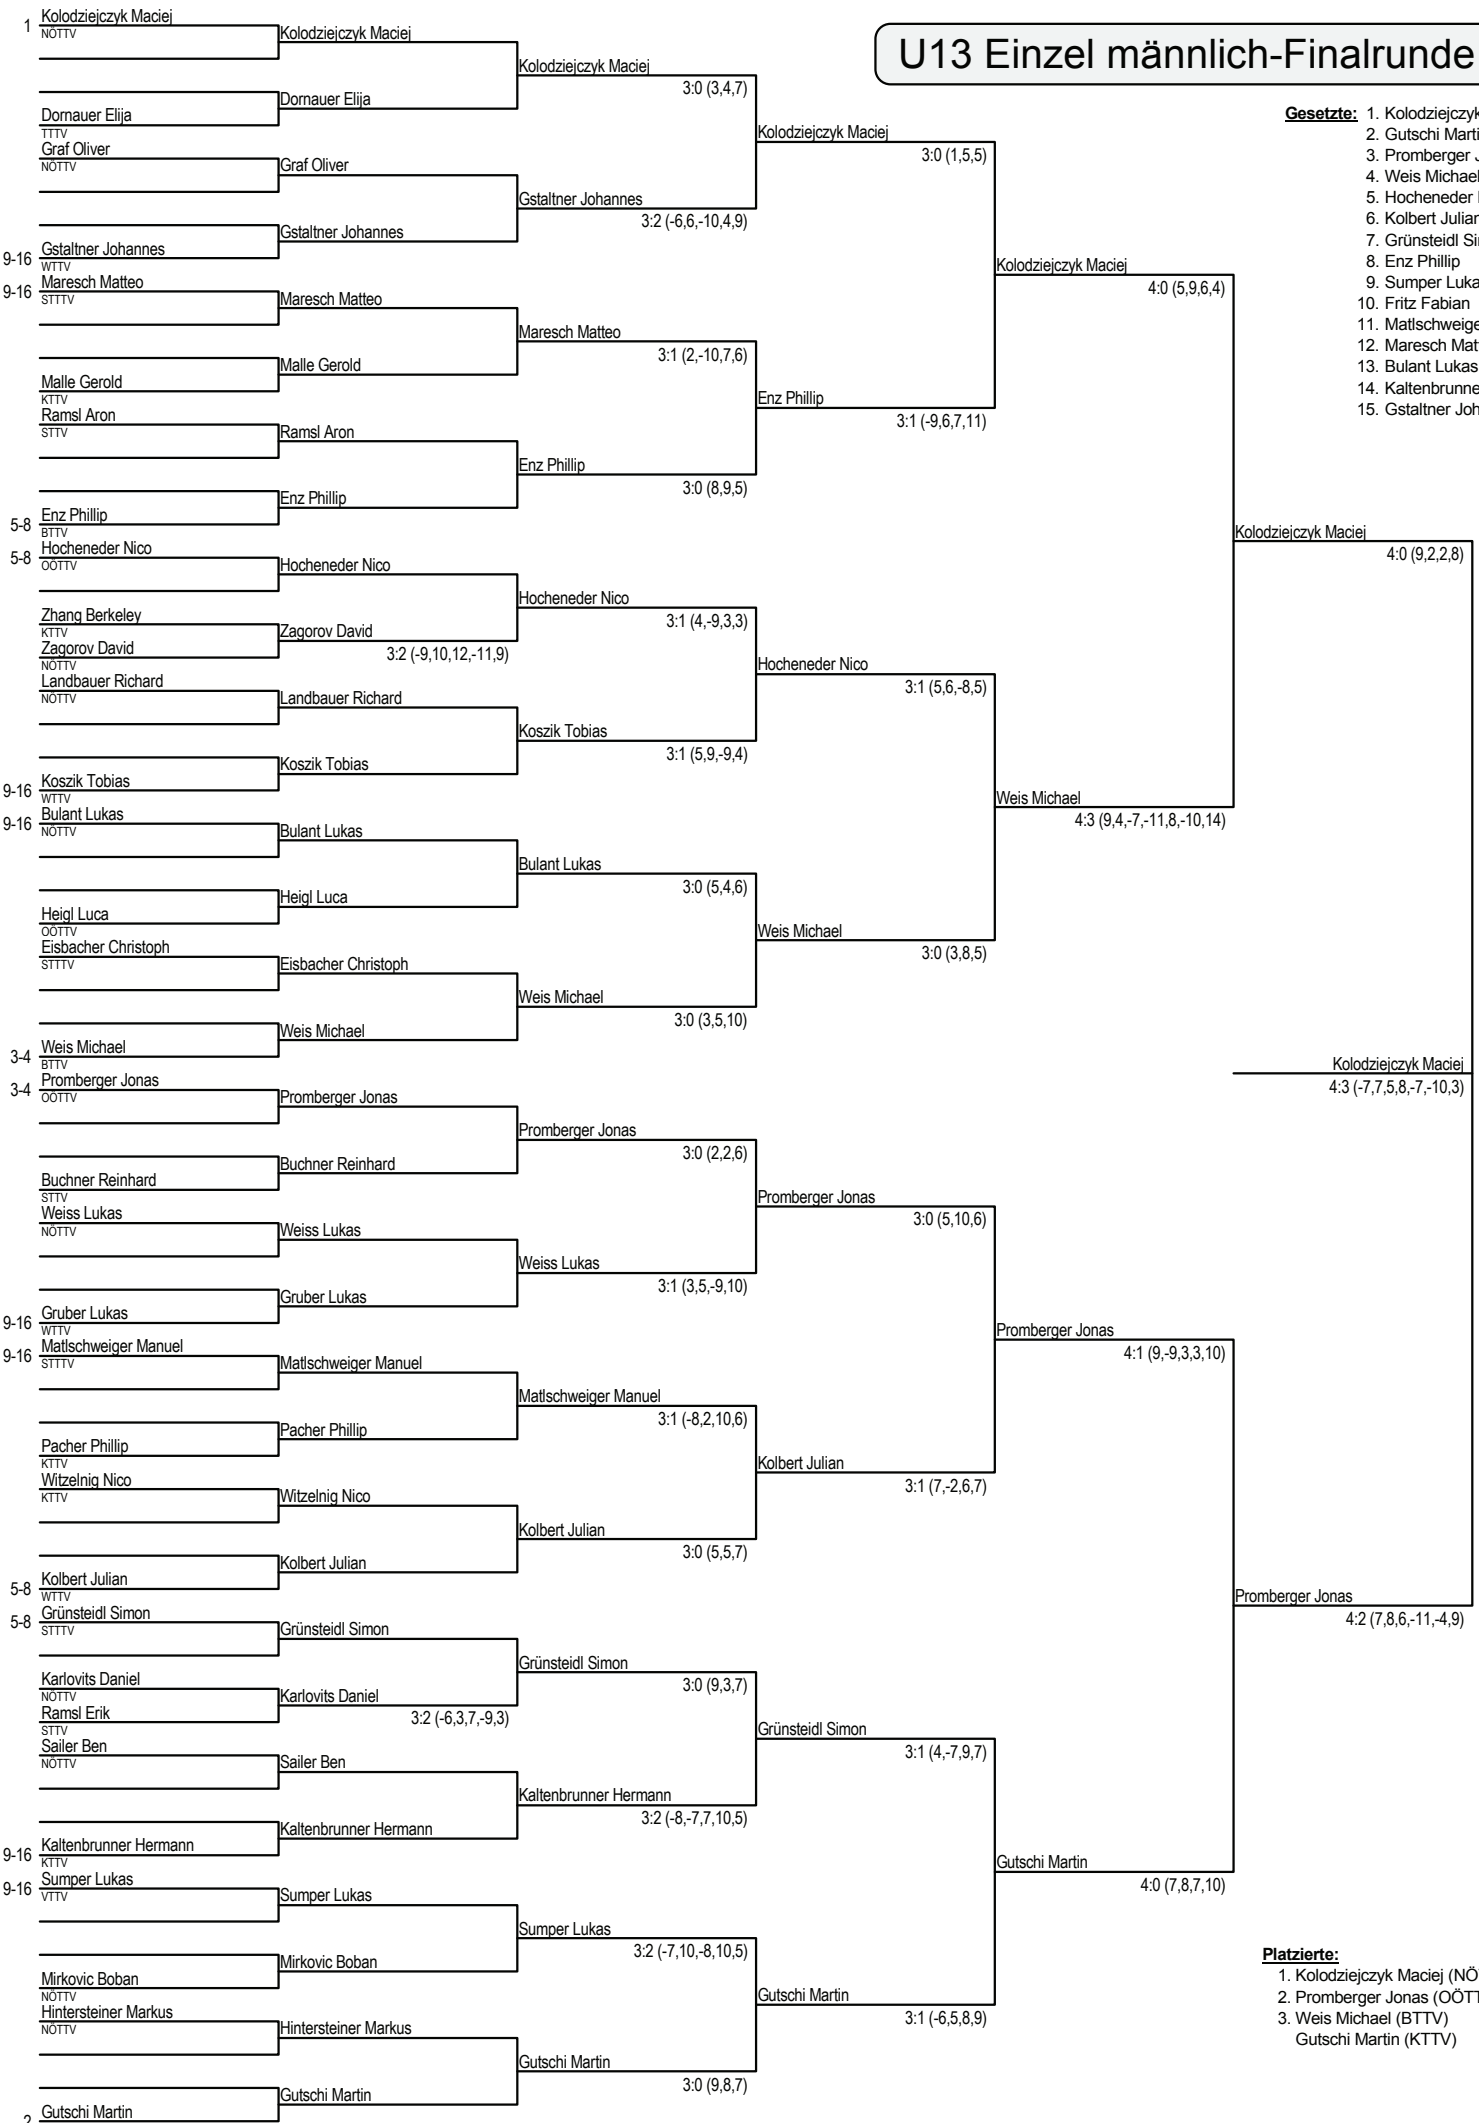 U13 Einzel männlich-Finalrunde
Gesetzte: 1. Kolodziejczyk
2. Gutschi Marti
3. Promberger J
4. Weis Michael
5. Hocheneder
6. Kolbert Julian
7. Grünsteidl Si
8. Enz Phillip
9. Sumper Luka
10. Fritz Fabian
11. Matlschweige
12. Maresch Mat
13. Bulant Lukas
14. Kaltenbrunne
15. Gstaltner Joh
1 Kolodziejczyk Maciej
NÖTTV
Dornauer Elija
TTTV
Graf Oliver
NÖTTV
9-16 Gstaltner Johannes
WTTV
9-16 Maresch Matteo
STTTV
Malle Gerold
KTTV
Ramsl Aron
STTV
5-8 Enz Phillip
BTTV
5-8 Hocheneder Nico
OÖTTV
Zhang Berkeley
KTTV
Zagorov David
NÖTTV
Landbauer Richard
NÖTTV
9-16 Koszik Tobias
WTTV
9-16 Bulant Lukas
NÖTTV
Heigl Luca
OÖTTV
Eisbacher Christoph
STTTV
3-4 Weis Michael
BTTV
3-4 Promberger Jonas
OÖTTV
Buchner Reinhard
STTV
Weiss Lukas
NÖTTV
9-16 Gruber Lukas
WTTV
9-16 Matlschweiger Manuel
STTTV
Pacher Phillip
KTTV
Witzelnig Nico
KTTV
5-8 Kolbert Julian
WTTV
5-8 Grünsteidl Simon
STTTV
Karlovits Daniel
NÖTTV
Ramsl Erik
STTV
Sailer Ben
NÖTTV
9-16 Kaltenbrunner Hermann
KTTV
9-16 Sumper Lukas
VTTV
Mirkovic Boban
NÖTTV
Hintersteiner Markus
NÖTTV
2 Gutschi Martin
Kolodziejczyk Maciej
Dornauer Elija
Graf Oliver
Gstaltner Johannes
Maresch Matteo
Malle Gerold
Ramsl Aron
Enz Phillip
Hocheneder Nico
Zagorov David
3:2 (-9,10,12,-11,9)
Landbauer Richard
Koszik Tobias
Bulant Lukas
Heigl Luca
Eisbacher Christoph
Weis Michael
Promberger Jonas
Buchner Reinhard
Weiss Lukas
Gruber Lukas
Matlschweiger Manuel
Pacher Phillip
Witzelnig Nico
Kolbert Julian
Grünsteidl Simon
Karlovits Daniel
3:2 (-6,3,7,-9,3)
Sailer Ben
Kaltenbrunner Hermann
Sumper Lukas
Mirkovic Boban
Hintersteiner Markus
Gutschi Martin
Kolodziejczyk Maciej
3:0 (3,4,7)
Gstaltner Johannes
3:2 (-6,6,-10,4,9)
Maresch Matteo
3:1 (2,-10,7,6)
Enz Phillip
3:0 (8,9,5)
Hocheneder Nico
3:1 (4,-9,3,3)
Koszik Tobias
3:1 (5,9,-9,4)
Bulant Lukas
3:0 (5,4,6)
Weis Michael
3:0 (3,5,10)
Promberger Jonas
3:0 (2,2,6)
Weiss Lukas
3:1 (3,5,-9,10)
Matlschweiger Manuel
3:1 (-8,2,10,6)
Kolbert Julian
3:0 (5,5,7)
Grünsteidl Simon
3:0 (9,3,7)
Kaltenbrunner Hermann
3:2 (-8,-7,7,10,5)
Sumper Lukas
3:2 (-7,10,-8,10,5)
Gutschi Martin
3:0 (9,8,7)
Kolodziejczyk Maciej
3:0 (1,5,5)
Enz Phillip
3:1 (-9,6,7,11)
Hocheneder Nico
3:1 (5,6,-8,5)
Weis Michael
3:0 (3,8,5)
Promberger Jonas
3:0 (5,10,6)
Kolbert Julian
3:1 (7,-2,6,7)
Grünsteidl Simon
3:1 (4,-7,9,7)
Gutschi Martin
3:1 (-6,5,8,9)
Kolodziejczyk Maciej
4:0 (5,9,6,4)
Weis Michael
4:3 (9,4,-7,-11,8,-10,14)
Promberger Jonas
4:1 (9,-9,3,3,10)
Gutschi Martin
4:0 (7,8,7,10)
Kolodziejczyk Maciej
4:0 (9,2,2,8)
Promberger Jonas
4:2 (7,8,6,-11,-4,9)
Kolodziejczyk Maciej
4:3 (-7,7,5,8,-7,-10,3)
Platzierte:
1. Kolodziejczyk Maciej (NÖ
2. Promberger Jonas (OÖTT
3. Weis Michael (BTTV)
Gutschi Martin (KTTV)